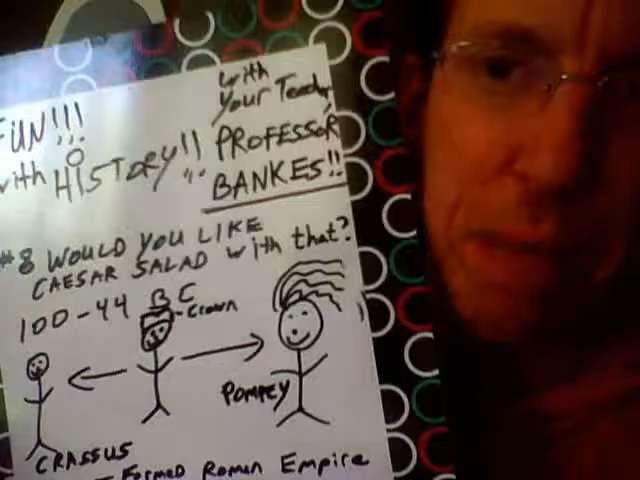 FUN!!!
with HISTORY!!
with
your Teacher
PROFESSOR
BANKES!!
#8 WOULD YOU LIKE
CAESAR SALAD with that?
100-44 BC
-Crown
POMPEY
CRASSUS
- Formed Roman Empire